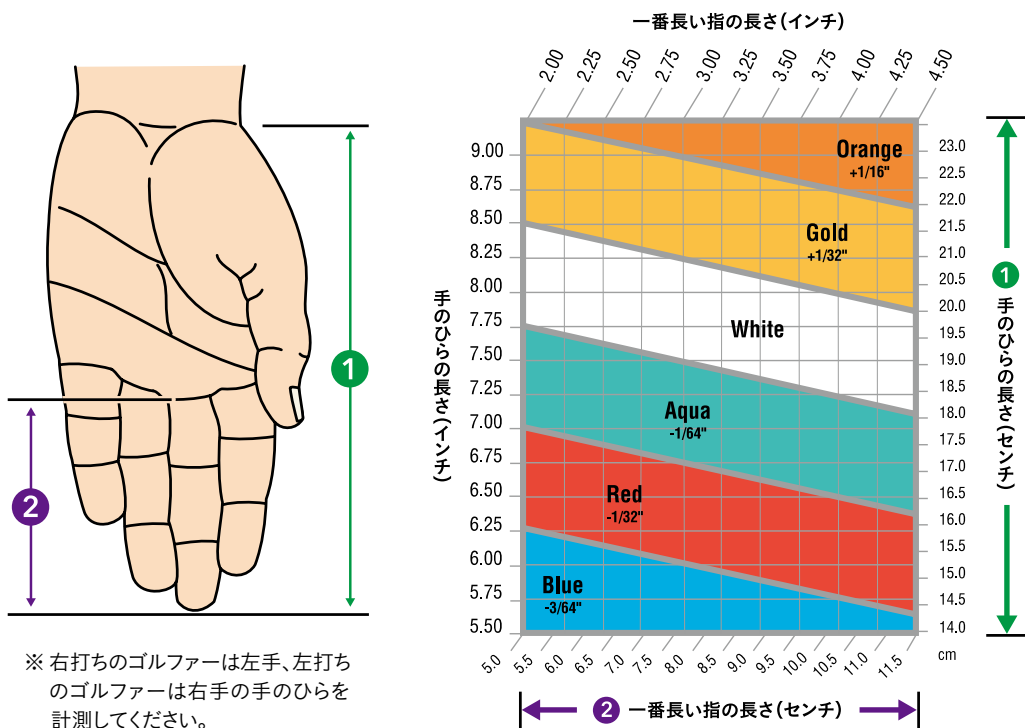 1
2
※ 右打ちのゴルファーは左手、左打ち
のゴルファーは右手の手のひらを
計測してください。
一番長い指の長さ(インチ)
2.00 2.25 2.50 2.75 3.00 3.25 3.50 3.75 4.00 4.25 4.50
手のひらの長さ(インチ)
9.00
8.75
8.50
8.25
8.00
7.75
7.50
7.25
7.00
6.75
6.50
6.25
6.00
5.75
5.50
Orange
+1/16"
Gold
+1/32"
White
Aqua
-1/64"
Red
-1/32"
Blue
-3/64"
23.0
22.5
22.0
21.5
21.0
20.5
20.0
19.5
19.0
18.5
18.0
17.5
17.0
16.5
16.0
15.5
15.0
14.5
14.0
cm
1 手のひらの長さ(センチ)
5.0 5.5 6.0 6.5 7.0 7.5 8.0 8.5 9.0 9.5 10.0 10.5 11.0 11.5
2 一番長い指の長さ(センチ)